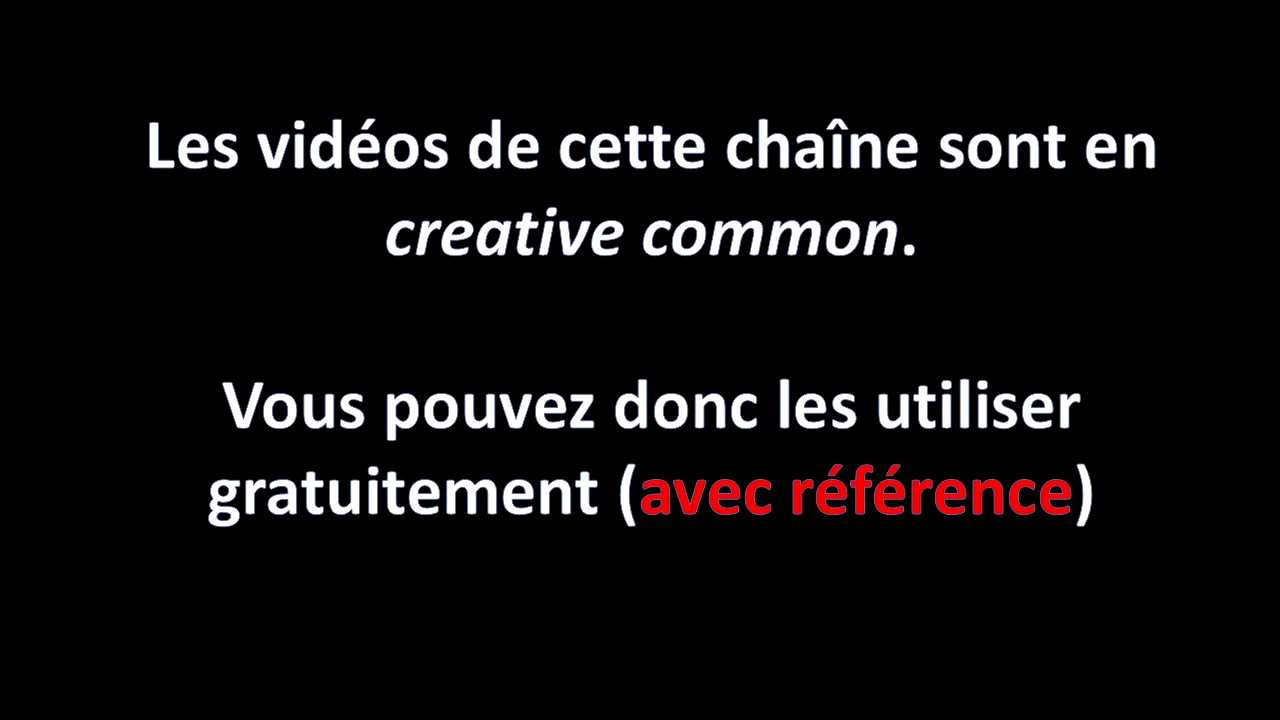 Les vidéos de cette chaîne sont en
creative common.
Vous pouvez donc les utiliser
gratuitement (avec référence)